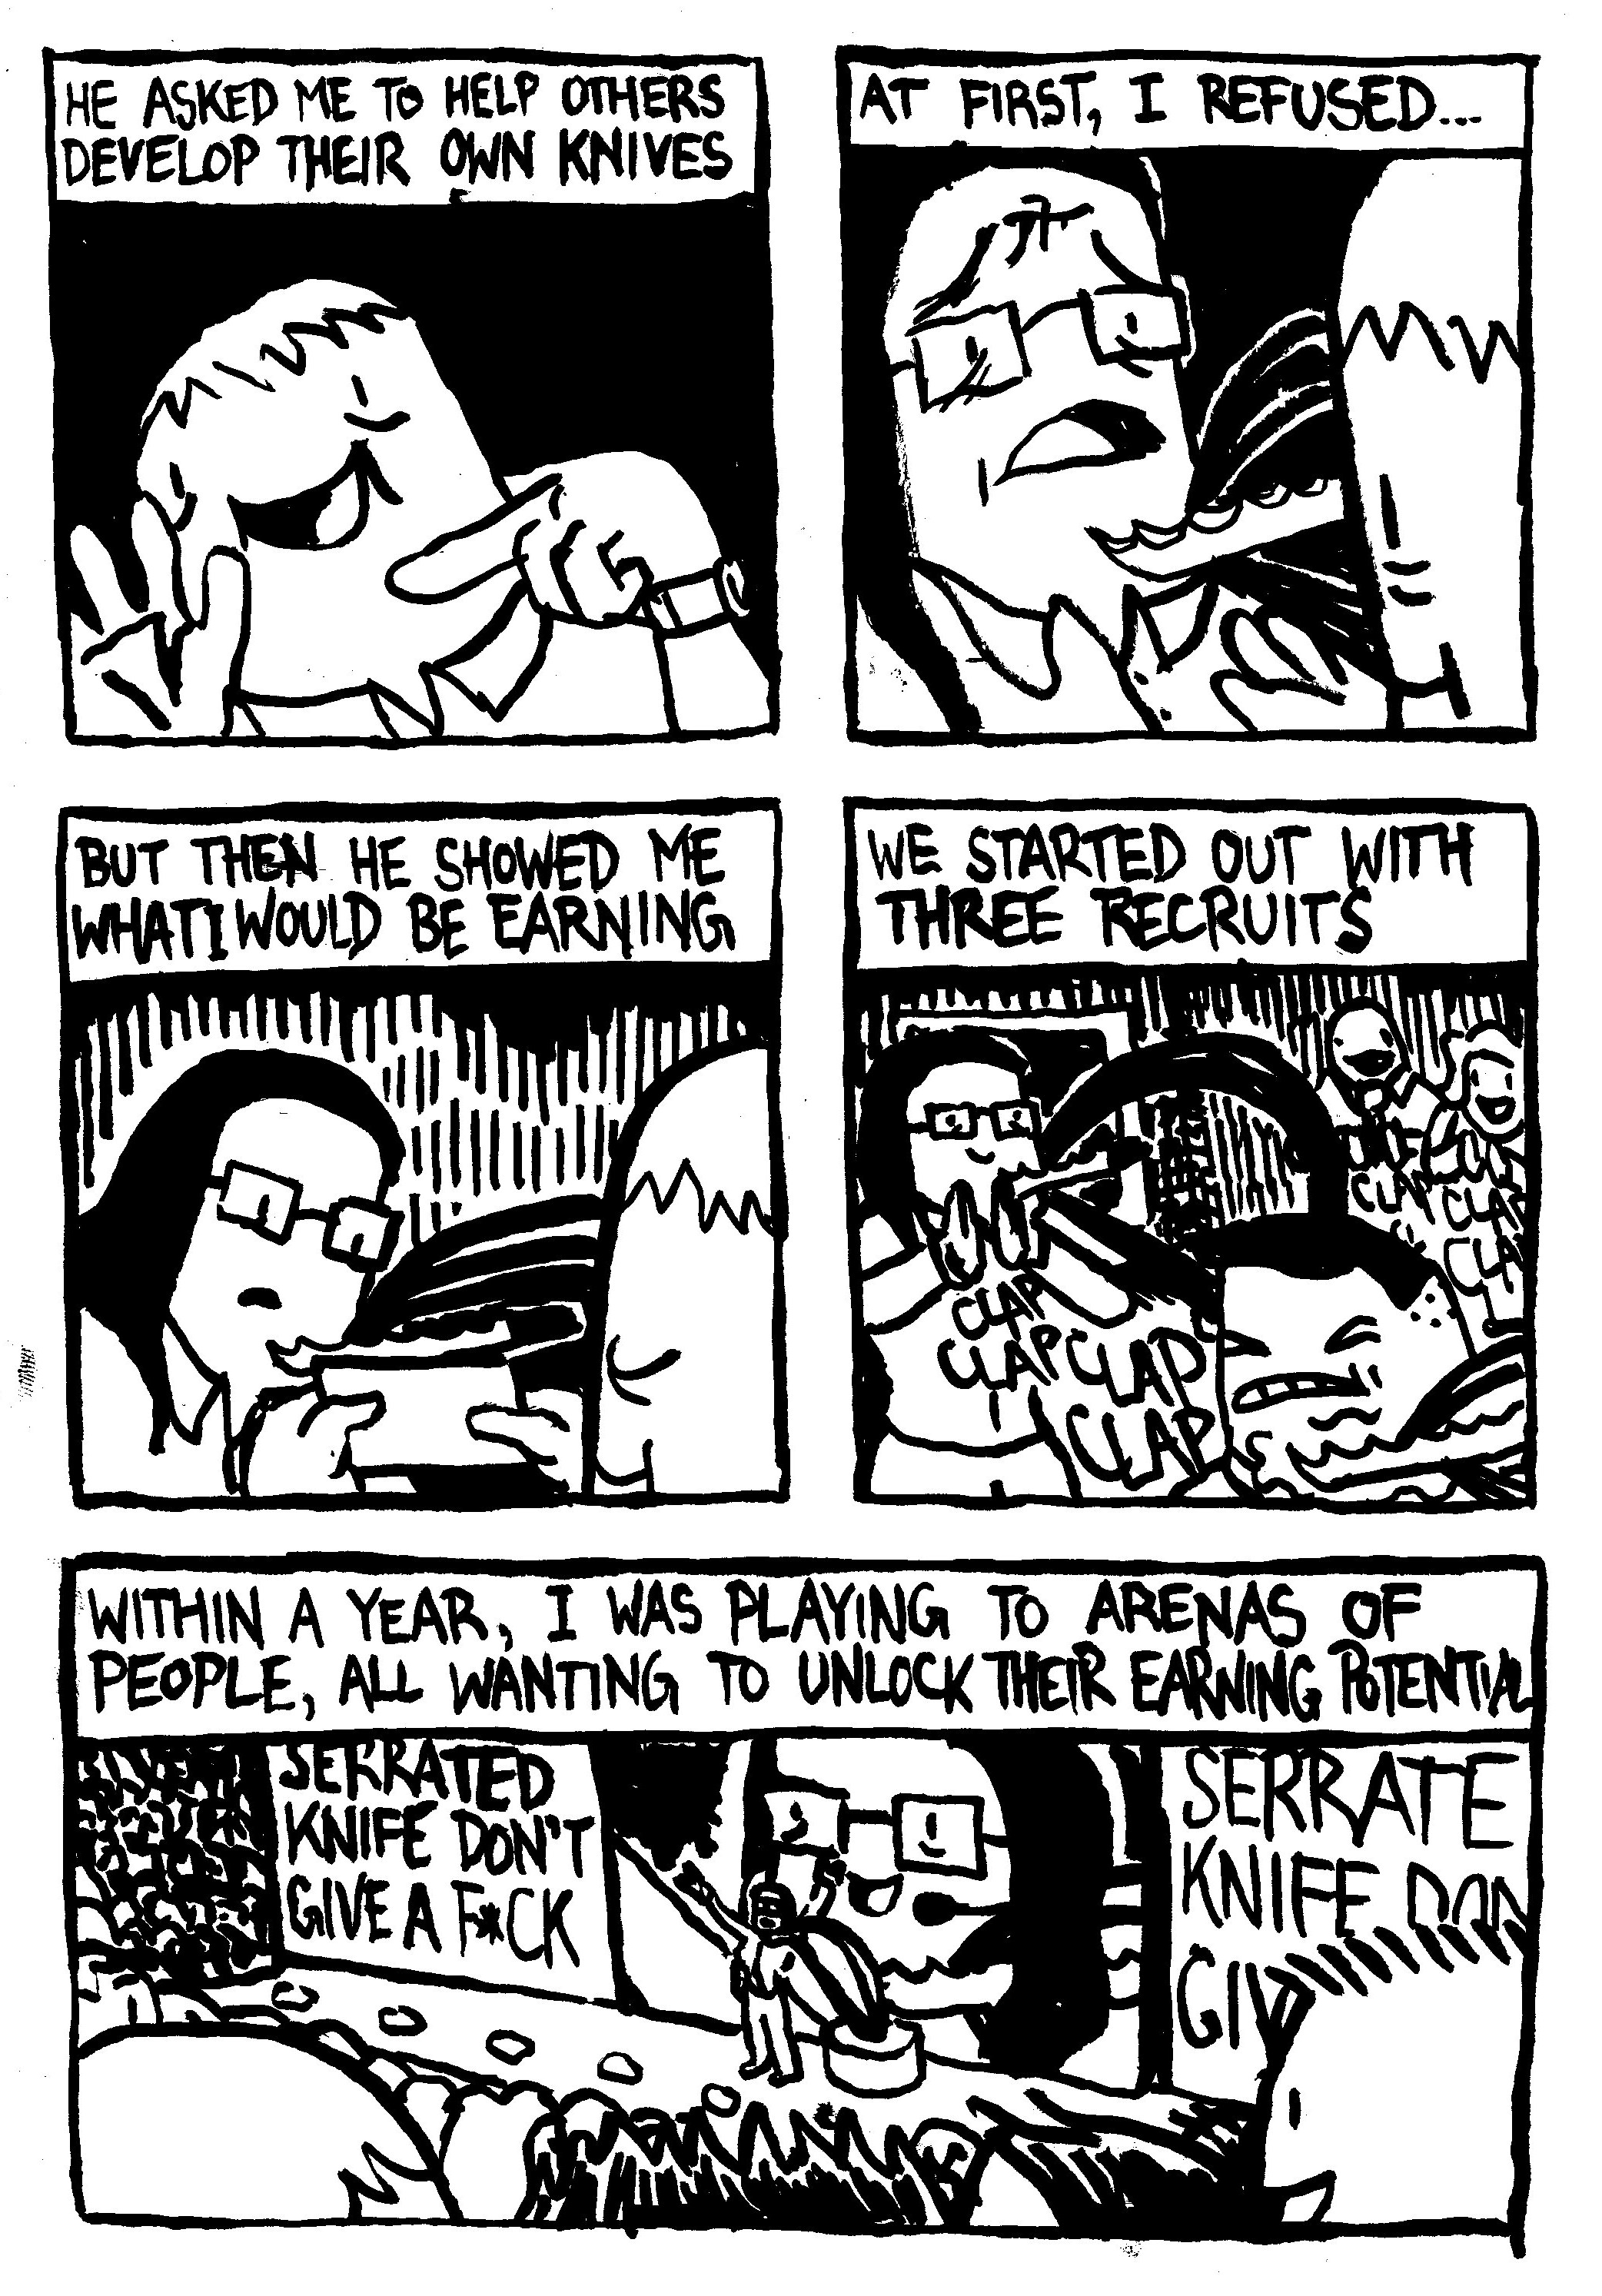 HE ASKED ME TO HELP OTHERS
DEVELOP THEIR OWN KNIVES
AT FIRST, I REFUSED...
BUT THEN HE SHOWED ME
WHAT I WOULD BE EARNING
WE STARTED OUT WITH
THREE RECRUITS
CLAP
CLAP
CLAP
CLAP
CLAP
CLAP CLAP
WITHIN A YEAR, I WAS PLAYING TO ARENAS OF
PEOPLE, ALL WANTING TO UNLOCK THEIR EARNING POTENTIAL
SERRATED
KNIFE DON'T
GIVE A F*CK
SERRATE
KNIFE DON
GIV